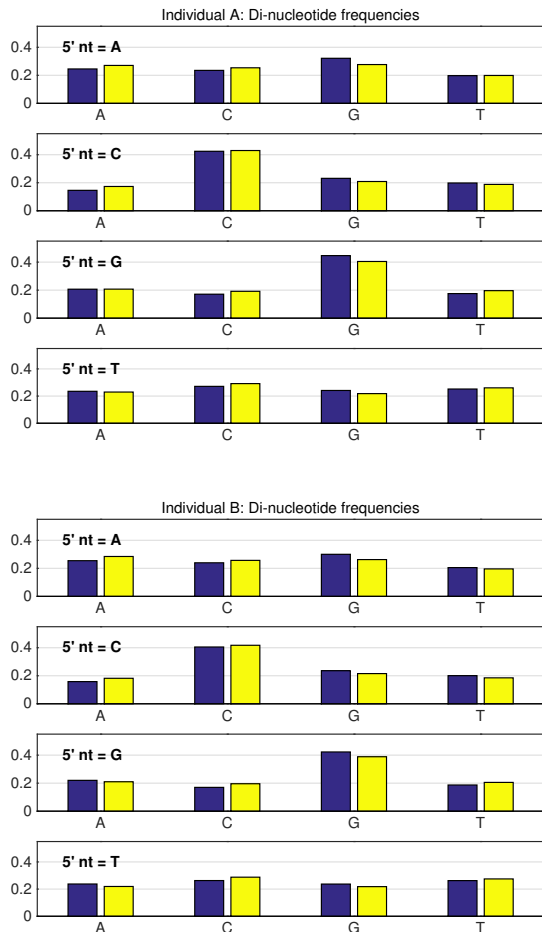 Individual A: Di-nucleotide frequencies
5' nt = A
0.4
0.2
0
A C G T
5' nt = C
0.4
0.2
0
A C G T
5' nt = G
0.4
0.2
0
A C G T
5' nt = T
0.4
0.2
0
A C G T
Individual B: Di-nucleotide frequencies
5' nt = A
0.4
0.2
0
A C G T
5' nt = C
0.4
0.2
0
A C G T
5' nt = G
0.4
0.2
0
A C G T
5' nt = T
0.4
0.2
0
A C G T